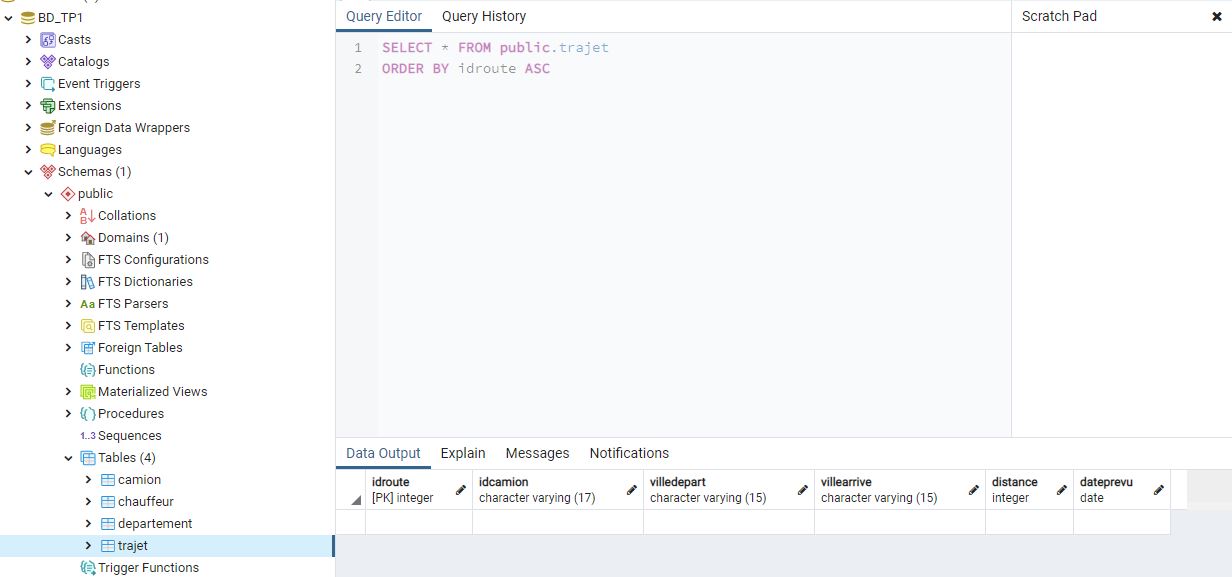 BD_TP1
Casts
Catalogs
Event Triggers
Extensions
Foreign Data Wrappers
Languages
Schemas (1)
public
Collations
Domains (1)
FTS Configurations
FTS Dictionaries
Aa FTS Parsers
FTS Templates
Foreign Tables
Functions
Materialized Views
Procedures
1..3 Sequences
Tables (4)
camion
chauffeur
departement
trajet
Trigger Functions
Query Editor Query History
1 SELECT * FROM public.trajet
2 ORDER BY idroute ASC
Scratch Pad
Data Output Explain Messages Notifications
idroute idcamion villedepart villearrive distance dateprevu
[PK] integer character varying (17) character varying (15) character varying (15) integer date